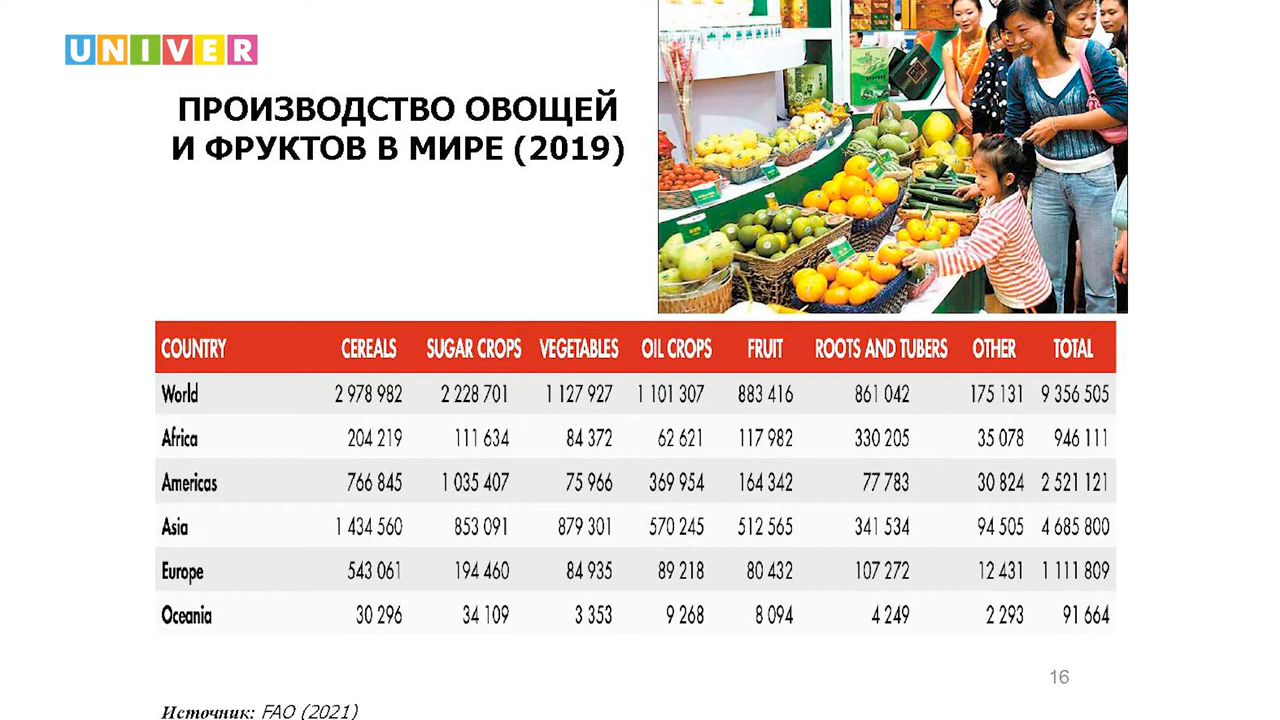 UNIVER
ПРОИЗВОДСТВО ОВОЩЕЙ
И ФРУКТОВ В МИРЕ (2019)
COUNTRY CEREALS SUGAR CROPS VEGETABLES OIL CROPS FRUIT ROOTS AND TUBERS OTHER TOTAL
World 2 978 982 2 228 701 1 127 927 1 101 307 883 416 861 042 175 131 9 356 505
Africa 204 219 111 634 84 372 62 621 117 982 330 205 35 078 946 111
Americas 766 845 1 035 407 75 966 369 954 164 342 77 783 30 824 2 521 121
Asia 1 434 560 853 091 879 301 570 245 512 565 341 534 94 505 4 685 800
Europe 543 061 194 460 84 935 89 218 80 432 107 272 12 431 1 111 809
Oceania 30 296 34 109 3 353 9 268 8 094 4 249 2 293 91 664
16
Источник: FAO (2021)